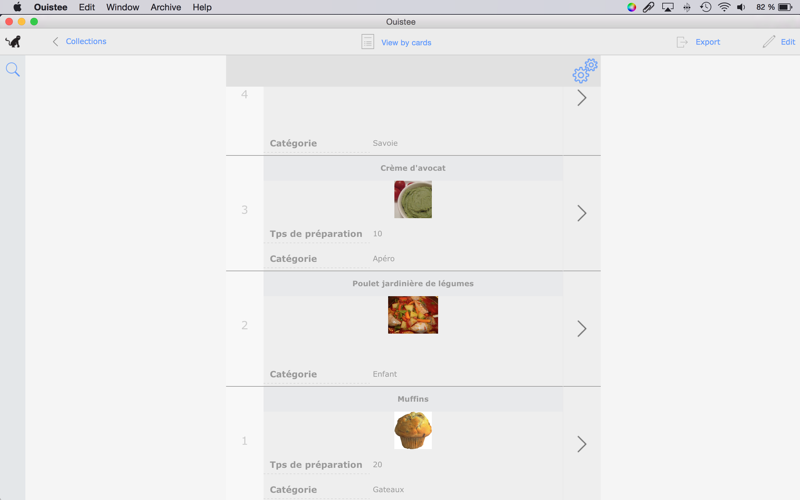 Ouistee Edit Window Archive Help 82 %
Ouistee
Collections View by cards Export Edit
4
Catégorie Savoie
Crème d'avocat
3
Tps de préparation 10
Catégorie Apéro
Poulet jardinière de légumes
2
Catégorie Enfant
Muffins
1
Tps de préparation 20
Catégorie Gateaux